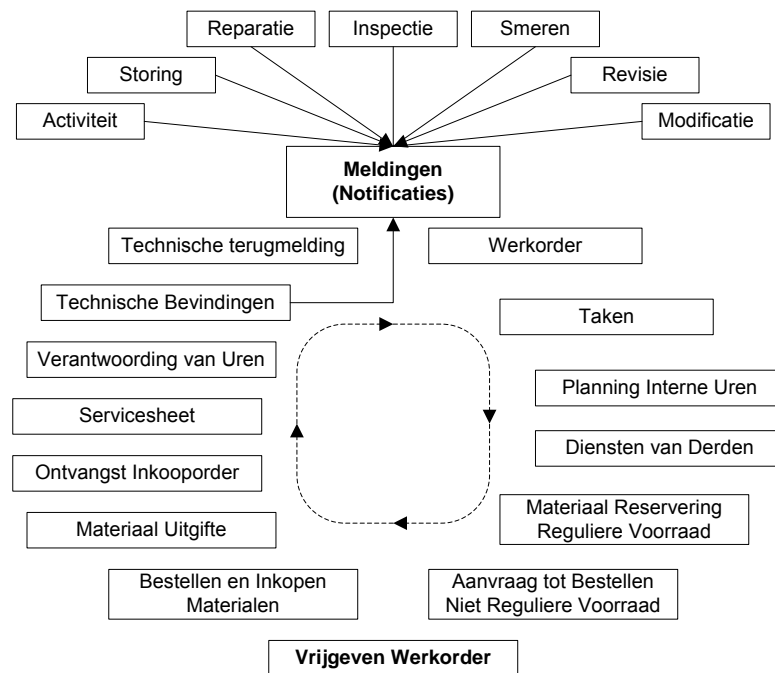 Reparatie
Inspectie
Smeren
Storing
Revisie
Activiteit
Modificatie
Meldingen
(Notificaties)
Technische terugmelding
Werkorder
Technische Bevindingen
Taken
Verantwoording van Uren
Planning Interne Uren
Servicesheet
Diensten van Derden
Ontvangst Inkooporder
Materiaal Reservering
Reguliere Voorraad
Materiaal Uitgifte
Bestellen en Inkopen
Materialen
Aanvraag tot Bestellen
Niet Reguliere Voorraad
Vrijgeven Werkorder